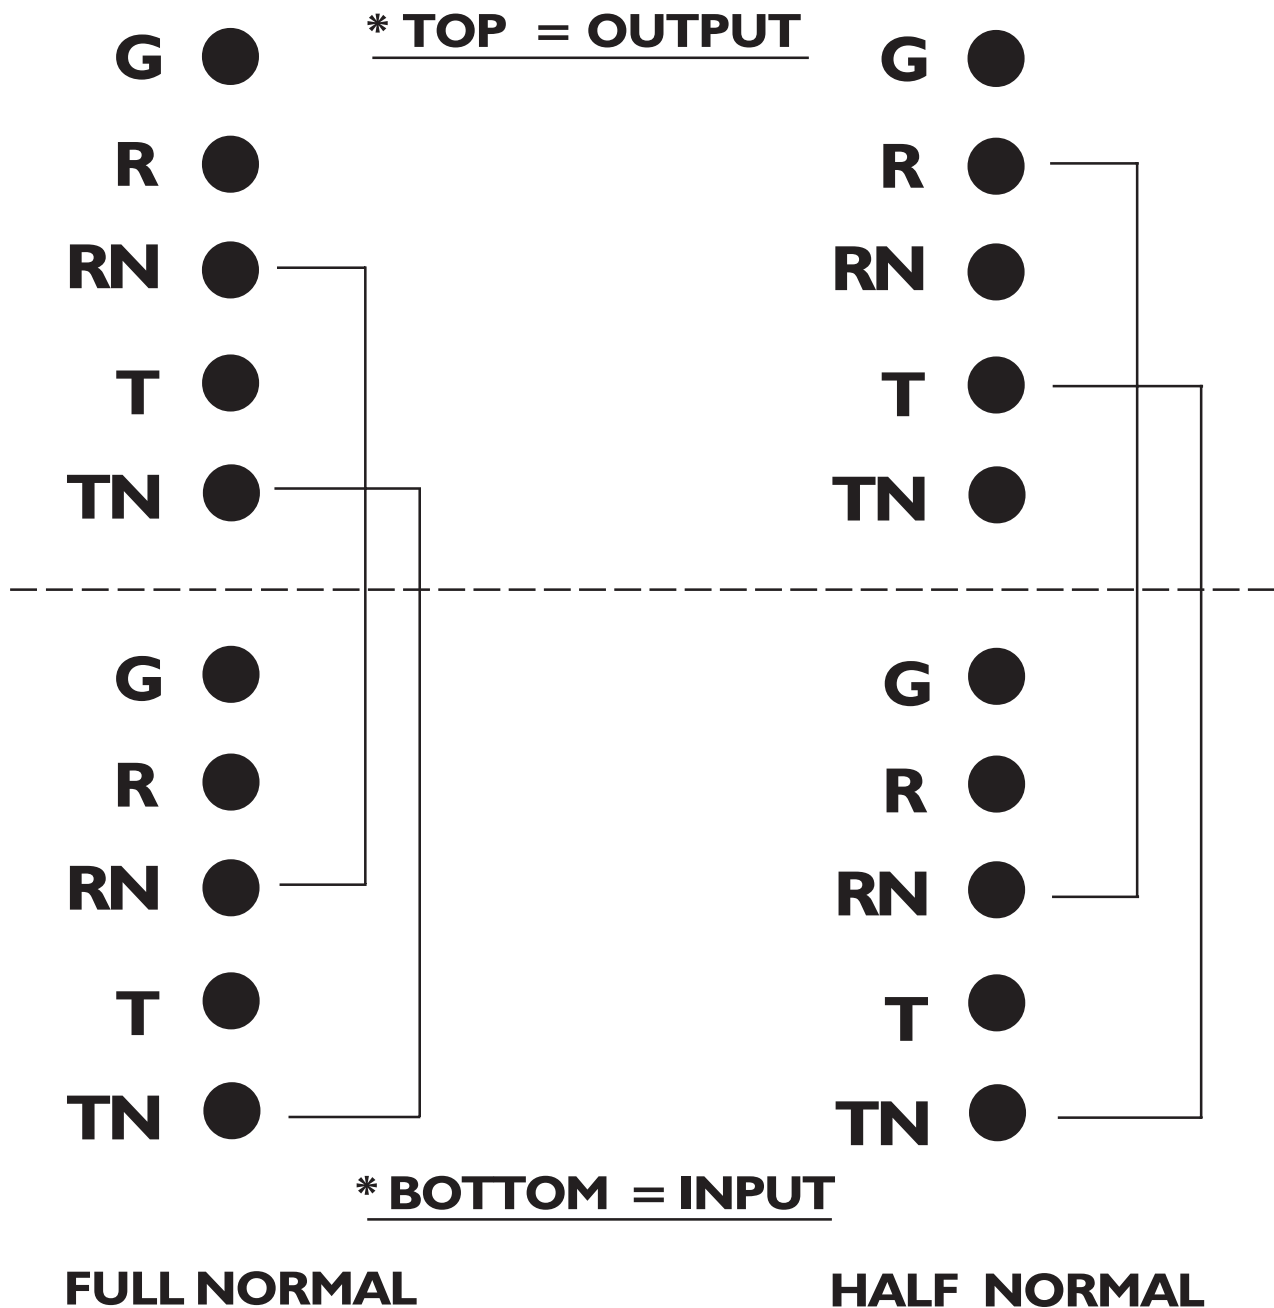 * TOP = OUTPUT
G
R
RN
T
TN
G
R
RN
T
TN
G
R
RN
T
TN
G
R
RN
T
TN
* BOTTOM = INPUT
FULL NORMAL
HALF NORMAL